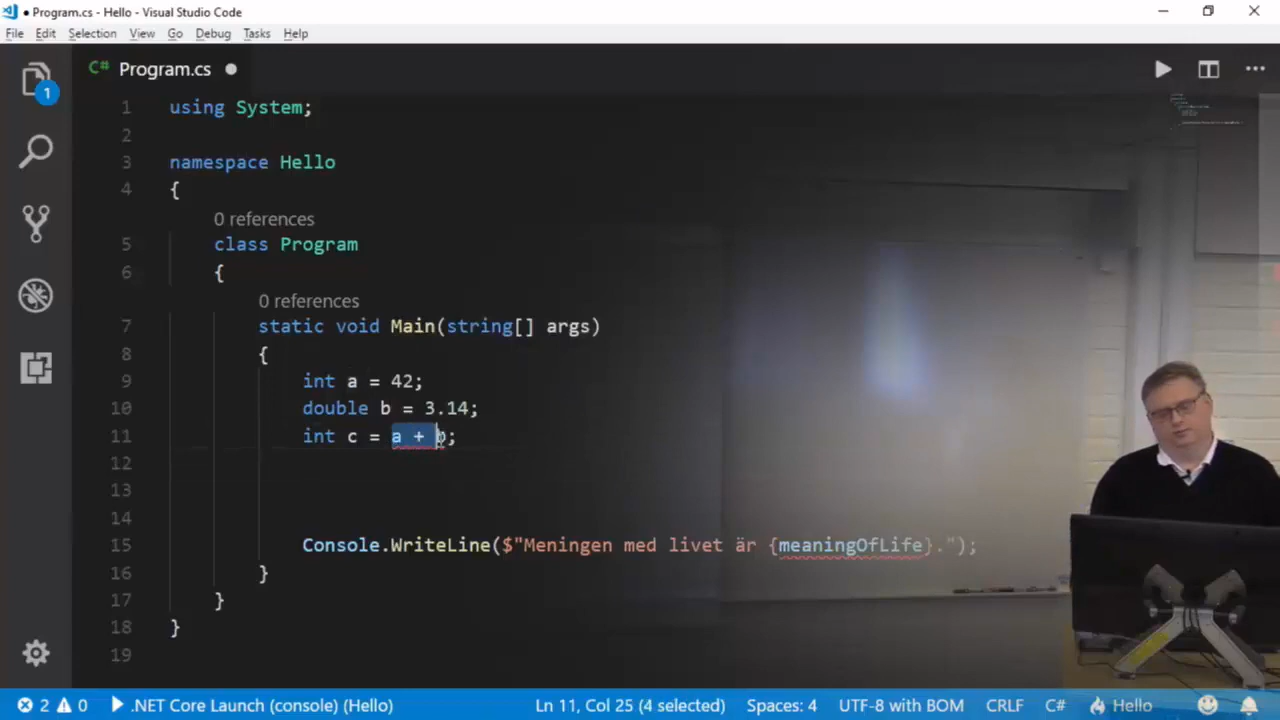 Program.cs - Hello - Visual Studio Code
File Edit Selection View Go Debug Tasks Help
C# Program.cs
1
1 using System;
2
3 namespace Hello
4 {
0 references
5 class Program
6 {
0 references
7 static void Main(string[] args)
8 {
9 int a = 42;
10 double b = 3.14;
11 int c = a + b;
12
13
14
15 Console.WriteLine($"Meningen med livet är {meaningOfLife}.");
16 }
17 }
18 }
19
2 0 .NET Core Launch (console) (Hello) Ln 11, Col 25 (4 selected) Spaces: 4 UTF-8 with BOM CRLF C# Hello